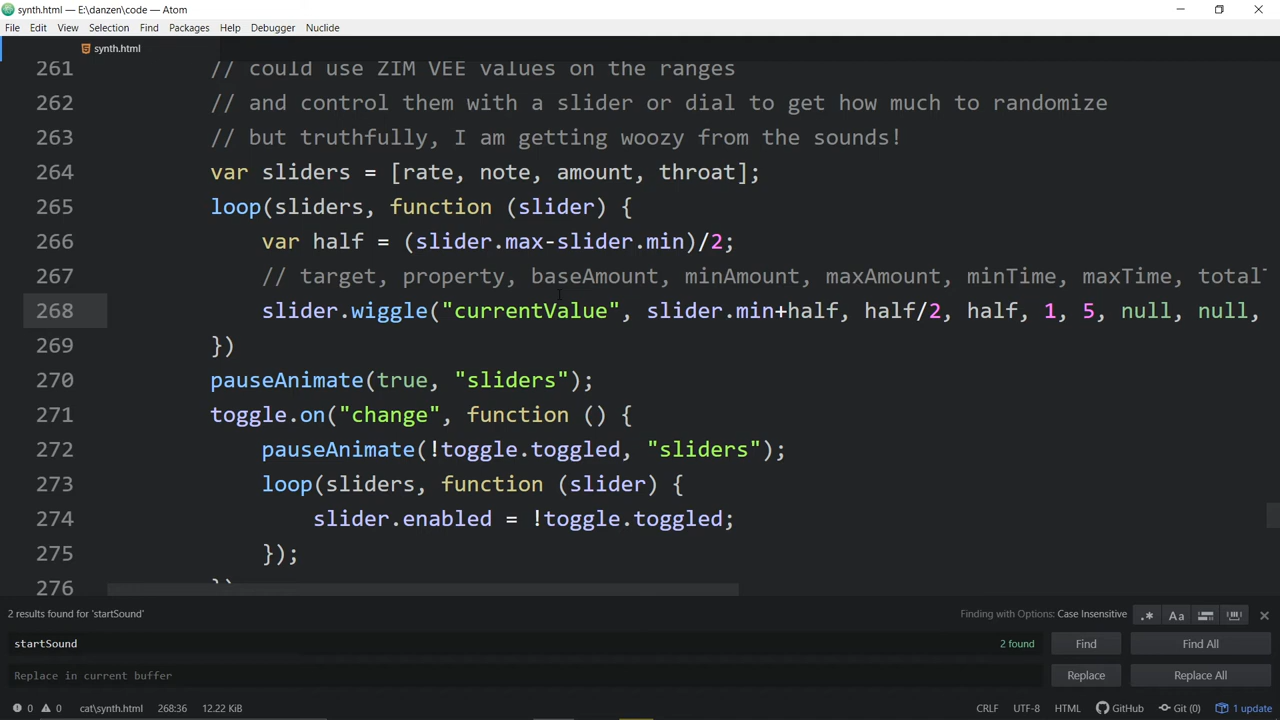 synth.html — E:\danzen\code — Atom
File Edit View Selection Find Packages Help Debugger Nuclide
synth.html
261 // could use ZIM VEE values on the ranges
262 // and control them with a slider or dial to get how much to randomize
263 // but truthfully, I am getting woozy from the sounds!
264 var sliders = [rate, note, amount, throat];
265 loop(sliders, function (slider) {
266 var half = (slider.max-slider.min)/2;
267 // target, property, baseAmount, minAmount, maxAmount, minTime, maxTime, total
268 slider.wiggle("currentValue", slider.min+half, half/2, half, 1, 5, null, null,
269 })
270 pauseAnimate(true, "sliders");
271 toggle.on("change", function () {
272 pauseAnimate(!toggle.toggled, "sliders");
273 loop(sliders, function (slider) {
274 slider.enabled = !toggle.toggled;
275 });
276 })
2 results found for 'startSound'
Finding with Options: Case Insensitive
.* Aa
startSound
2 found
Find
Find All
Replace in current buffer
Replace
Replace All
0 0 cat\synth.html 268:36 12.22 KiB
CRLF UTF-8 HTML GitHub Git (0) 1 update